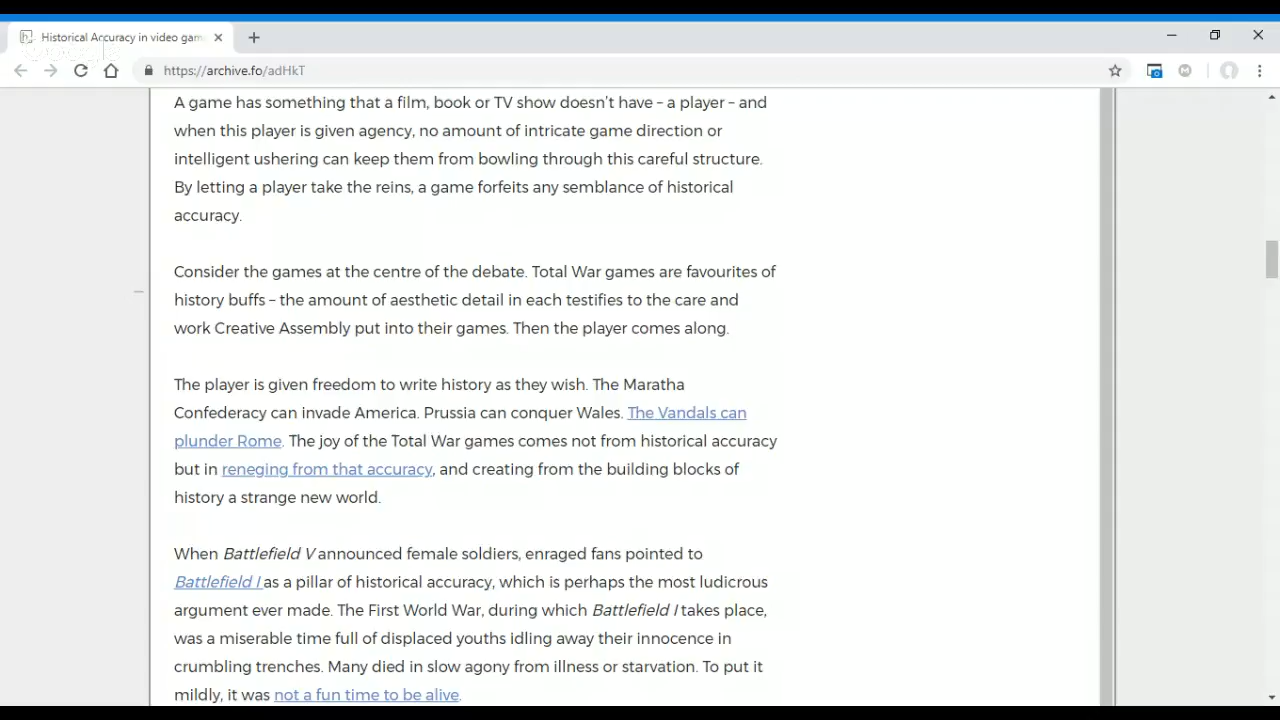 Historical Accuracy in video gam
https://archive.fo/adHkT
A game has something that a film, book or TV show doesn't have – a player – and
when this player is given agency, no amount of intricate game direction or
intelligent ushering can keep them from bowling through this careful structure.
By letting a player take the reins, a game forfeits any semblance of historical
accuracy.
Consider the games at the centre of the debate. Total War games are favourites of
history buffs – the amount of aesthetic detail in each testifies to the care and
work Creative Assembly put into their games. Then the player comes along.
The player is given freedom to write history as they wish. The Maratha
Confederacy can invade America. Prussia can conquer Wales. The Vandals can
plunder Rome. The joy of the Total War games comes not from historical accuracy
but in reneging from that accuracy, and creating from the building blocks of
history a strange new world.
When Battlefield V announced female soldiers, enraged fans pointed to
Battlefield I as a pillar of historical accuracy, which is perhaps the most ludicrous
argument ever made. The First World War, during which Battlefield I takes place,
was a miserable time full of displaced youths idling away their innocence in
crumbling trenches. Many died in slow agony from illness or starvation. To put it
mildly, it was not a fun time to be alive.